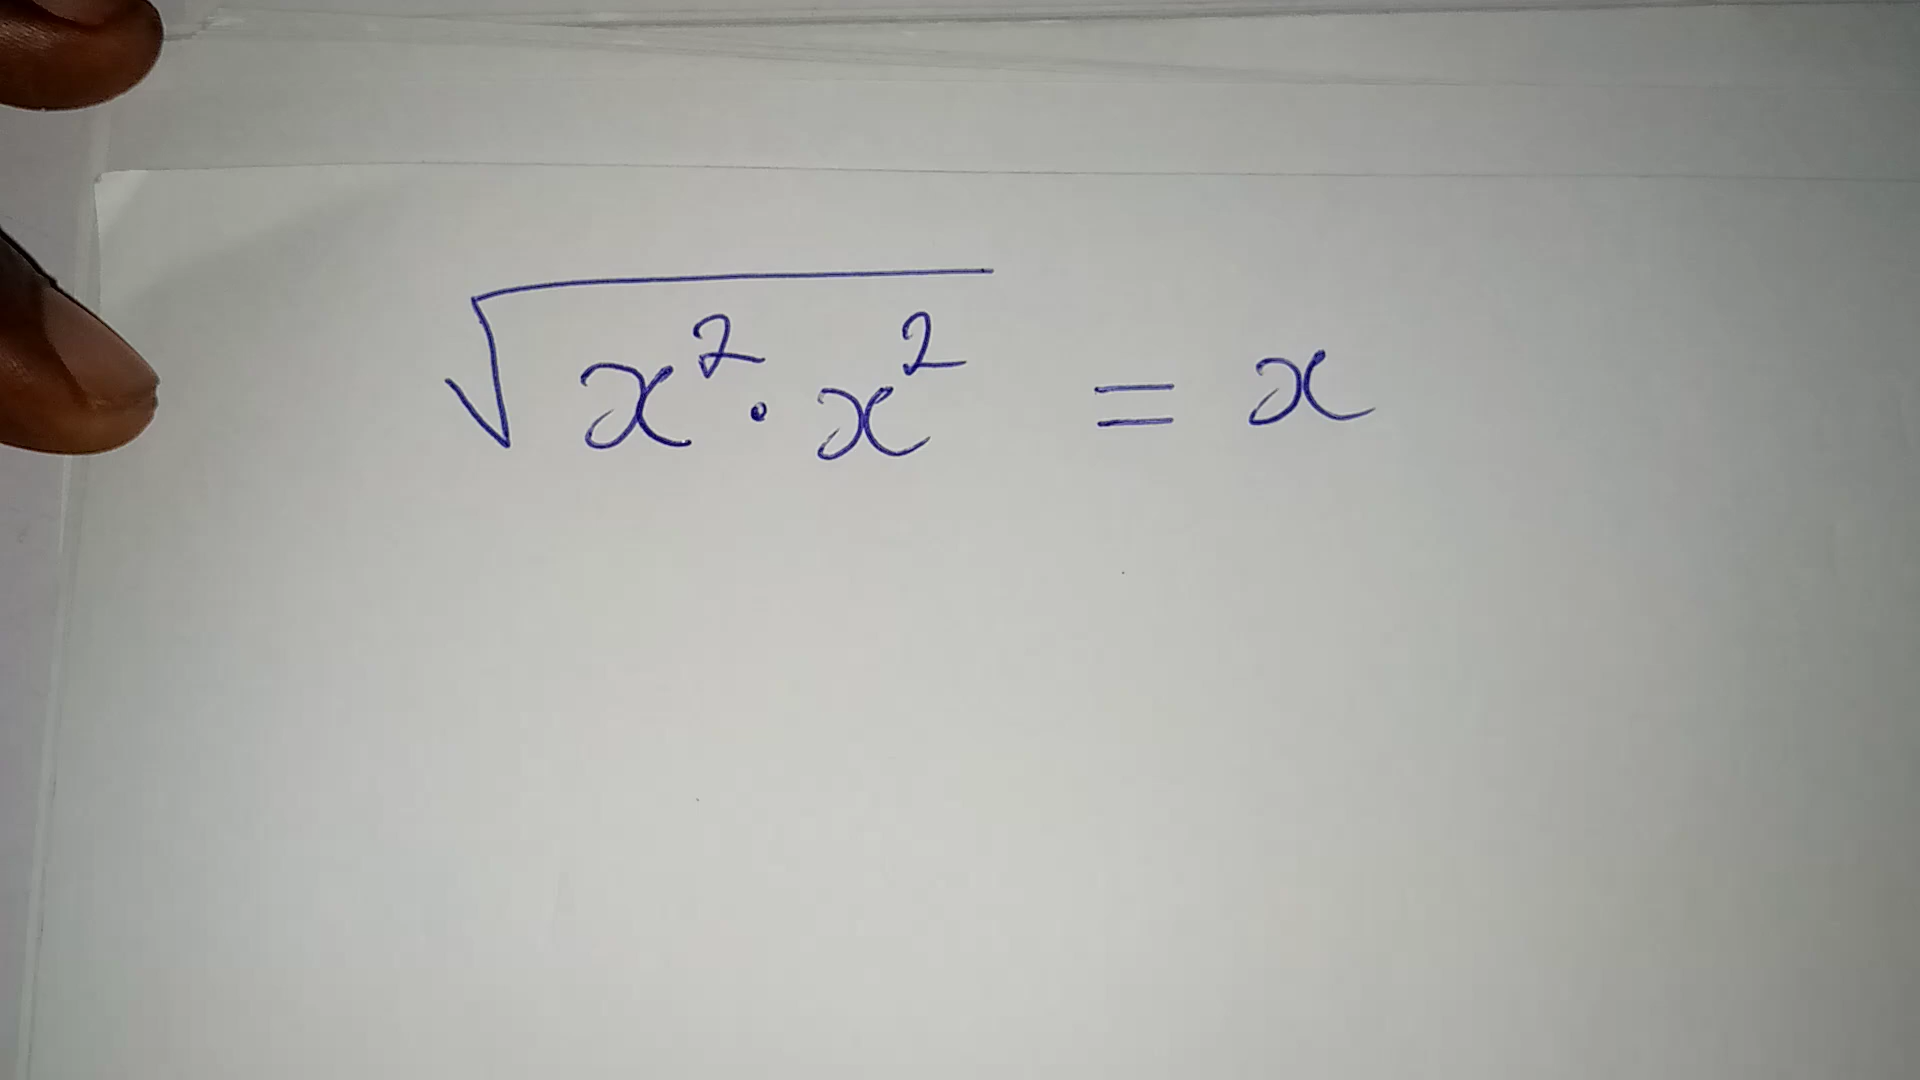 √(x² · x²) = x